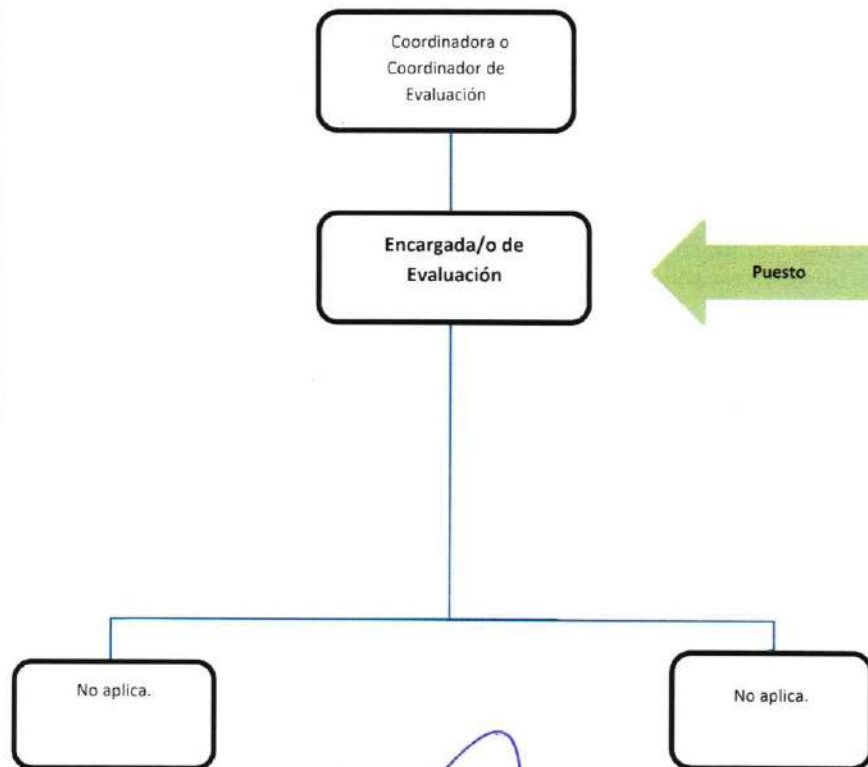 Coordinadora o
Coordinador de
Evaluación
Encargada/o de
Evaluación
Puesto
No aplica.
No aplica.